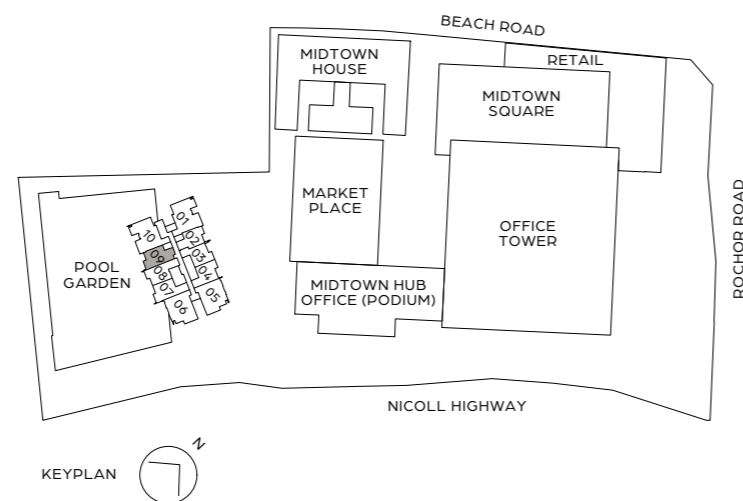 BEACH ROAD
MIDTOWN
HOUSE
RETAIL
MIDTOWN
SQUARE
MARKET
PLACE
OFFICE
TOWER
ROCHOR ROAD
POOL
GARDEN
10
09
08
07
06
01
02
03
04
05
MIDTOWN HUB
OFFICE (PODIUM)
NICOLL HIGHWAY
KEYPLAN
N